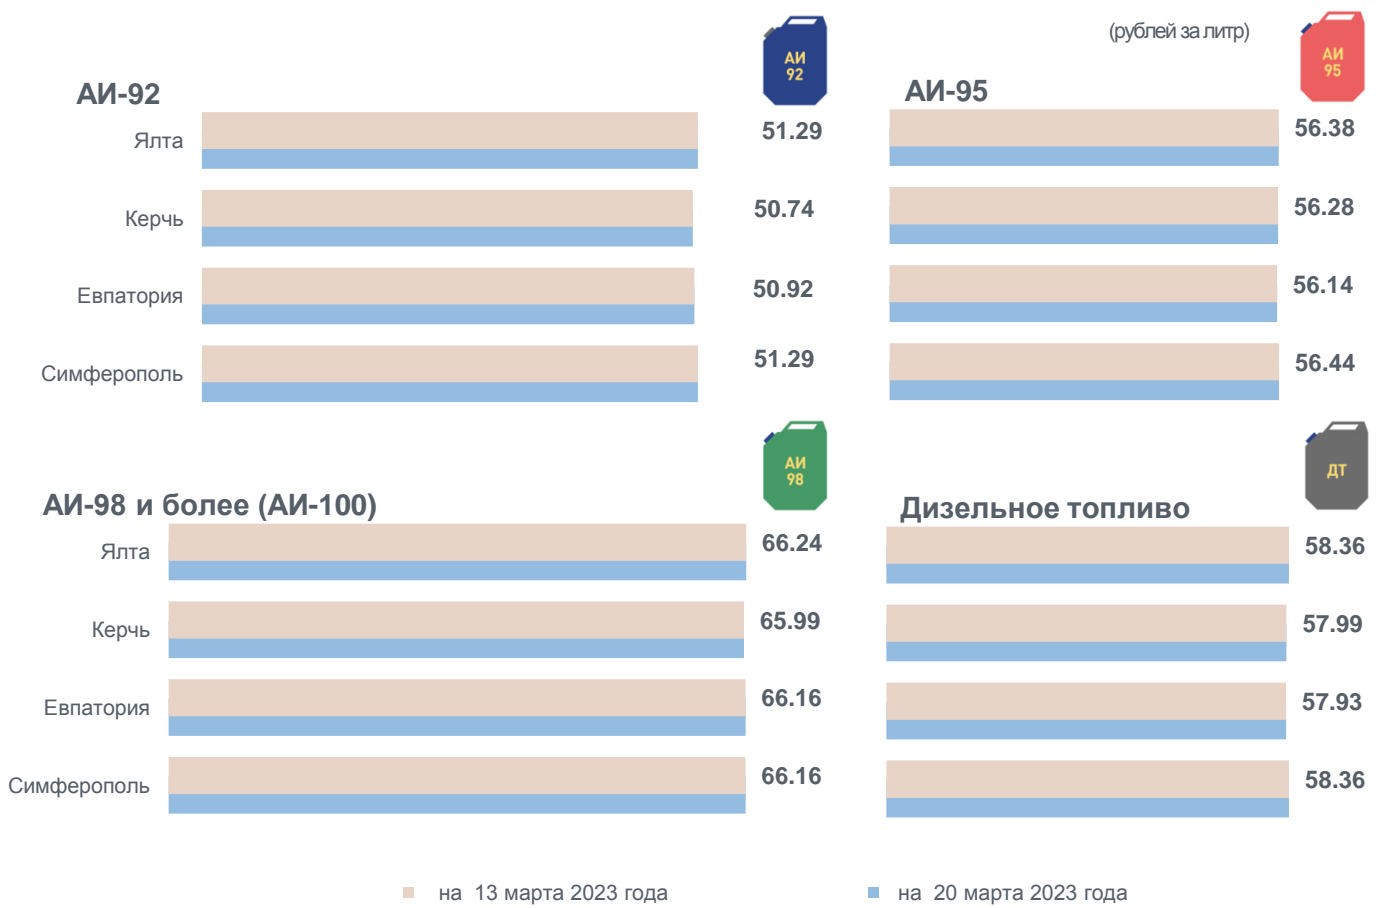 (рублей за литр)
АИ-92
АИ
92
Ялта
51.29
Керчь
50.74
Евпатория
50.92
Симферополь
51.29
АИ-95
АИ
95
56.38
56.28
56.14
56.44
АИ-98 и более (АИ-100)
АИ
98
Ялта
66.24
Керчь
65.99
Евпатория
66.16
Симферополь
66.16
Дизельное топливо
ДТ
58.36
57.99
57.93
58.36
на 13 марта 2023 года
на 20 марта 2023 года